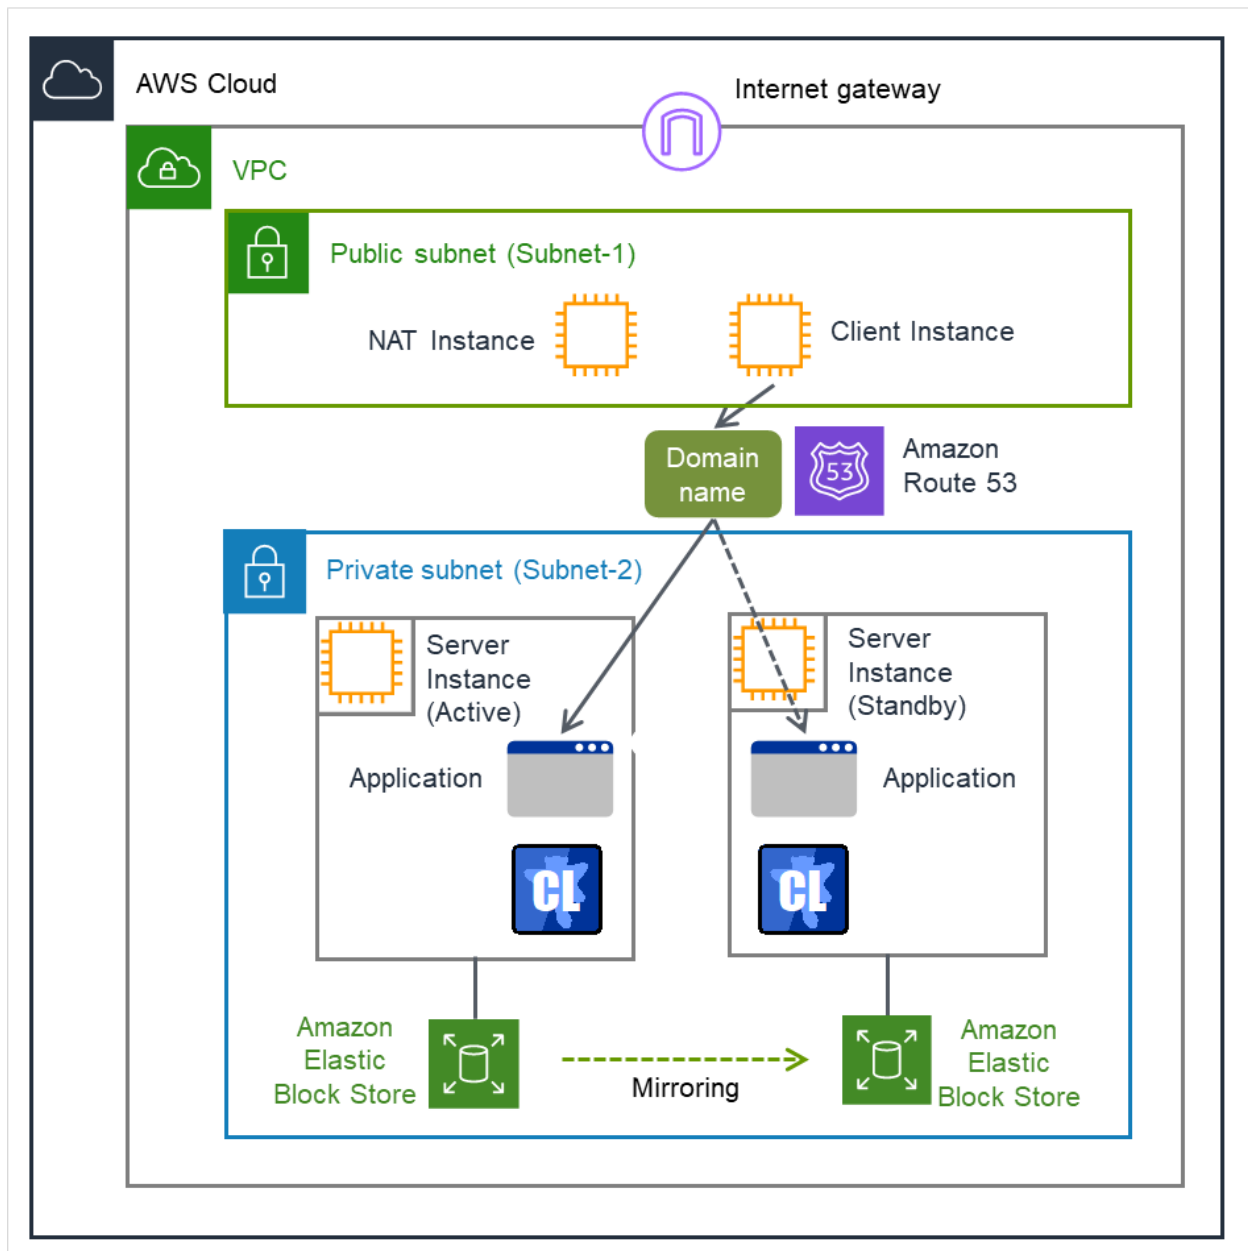 AWS Cloud
Internet gateway
VPC
Public subnet (Subnet-1)
NAT Instance
Client Instance
Domain
name
53
Amazon
Route 53
Private subnet (Subnet-2)
Server
Instance
(Active)
Server
Instance
(Standby)
Application
Application
CL
CL
Amazon
Elastic
Block Store
Mirroring
Amazon
Elastic
Block Store